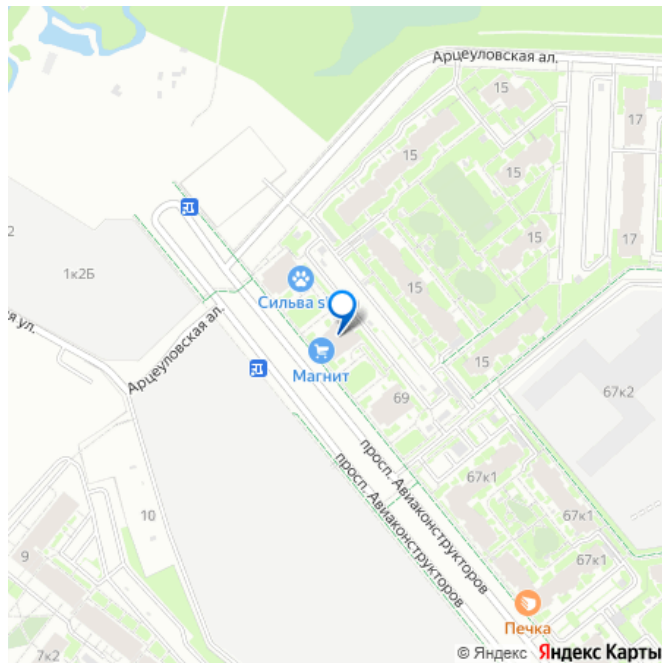 Арцеуловская ал.
15
17
15
15
2
1к2Б
15
17
Сильва s
15
ая ул.
Арцеуловская ал.
Магнит
15
67к2
69
просп. Авиаконструкторов
просп. Авиаконструкторов
67к1
10
67к1
9
67к1
Печка
7к2
© Яндекс Яндекс Карты